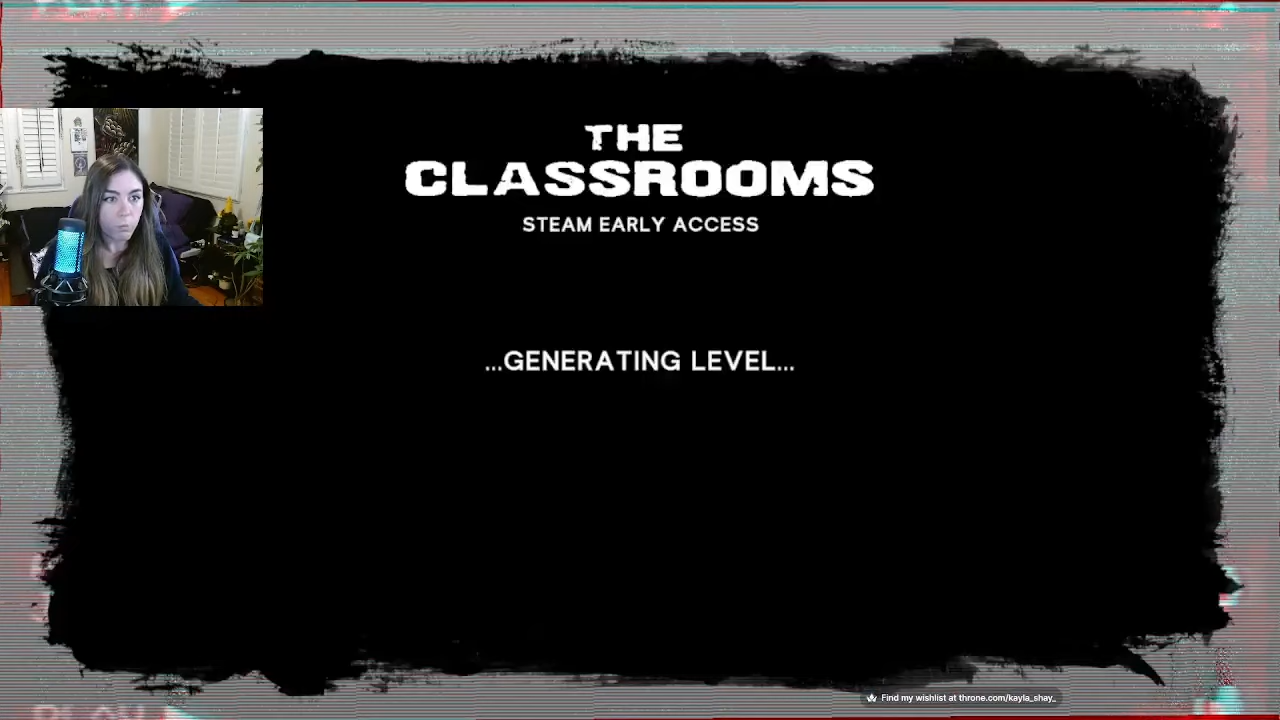 THE
CLASSROOMS
STEAM EARLY ACCESS
...GENERATING LEVEL...
Find my wishlist at throne.com/kayla_shay_